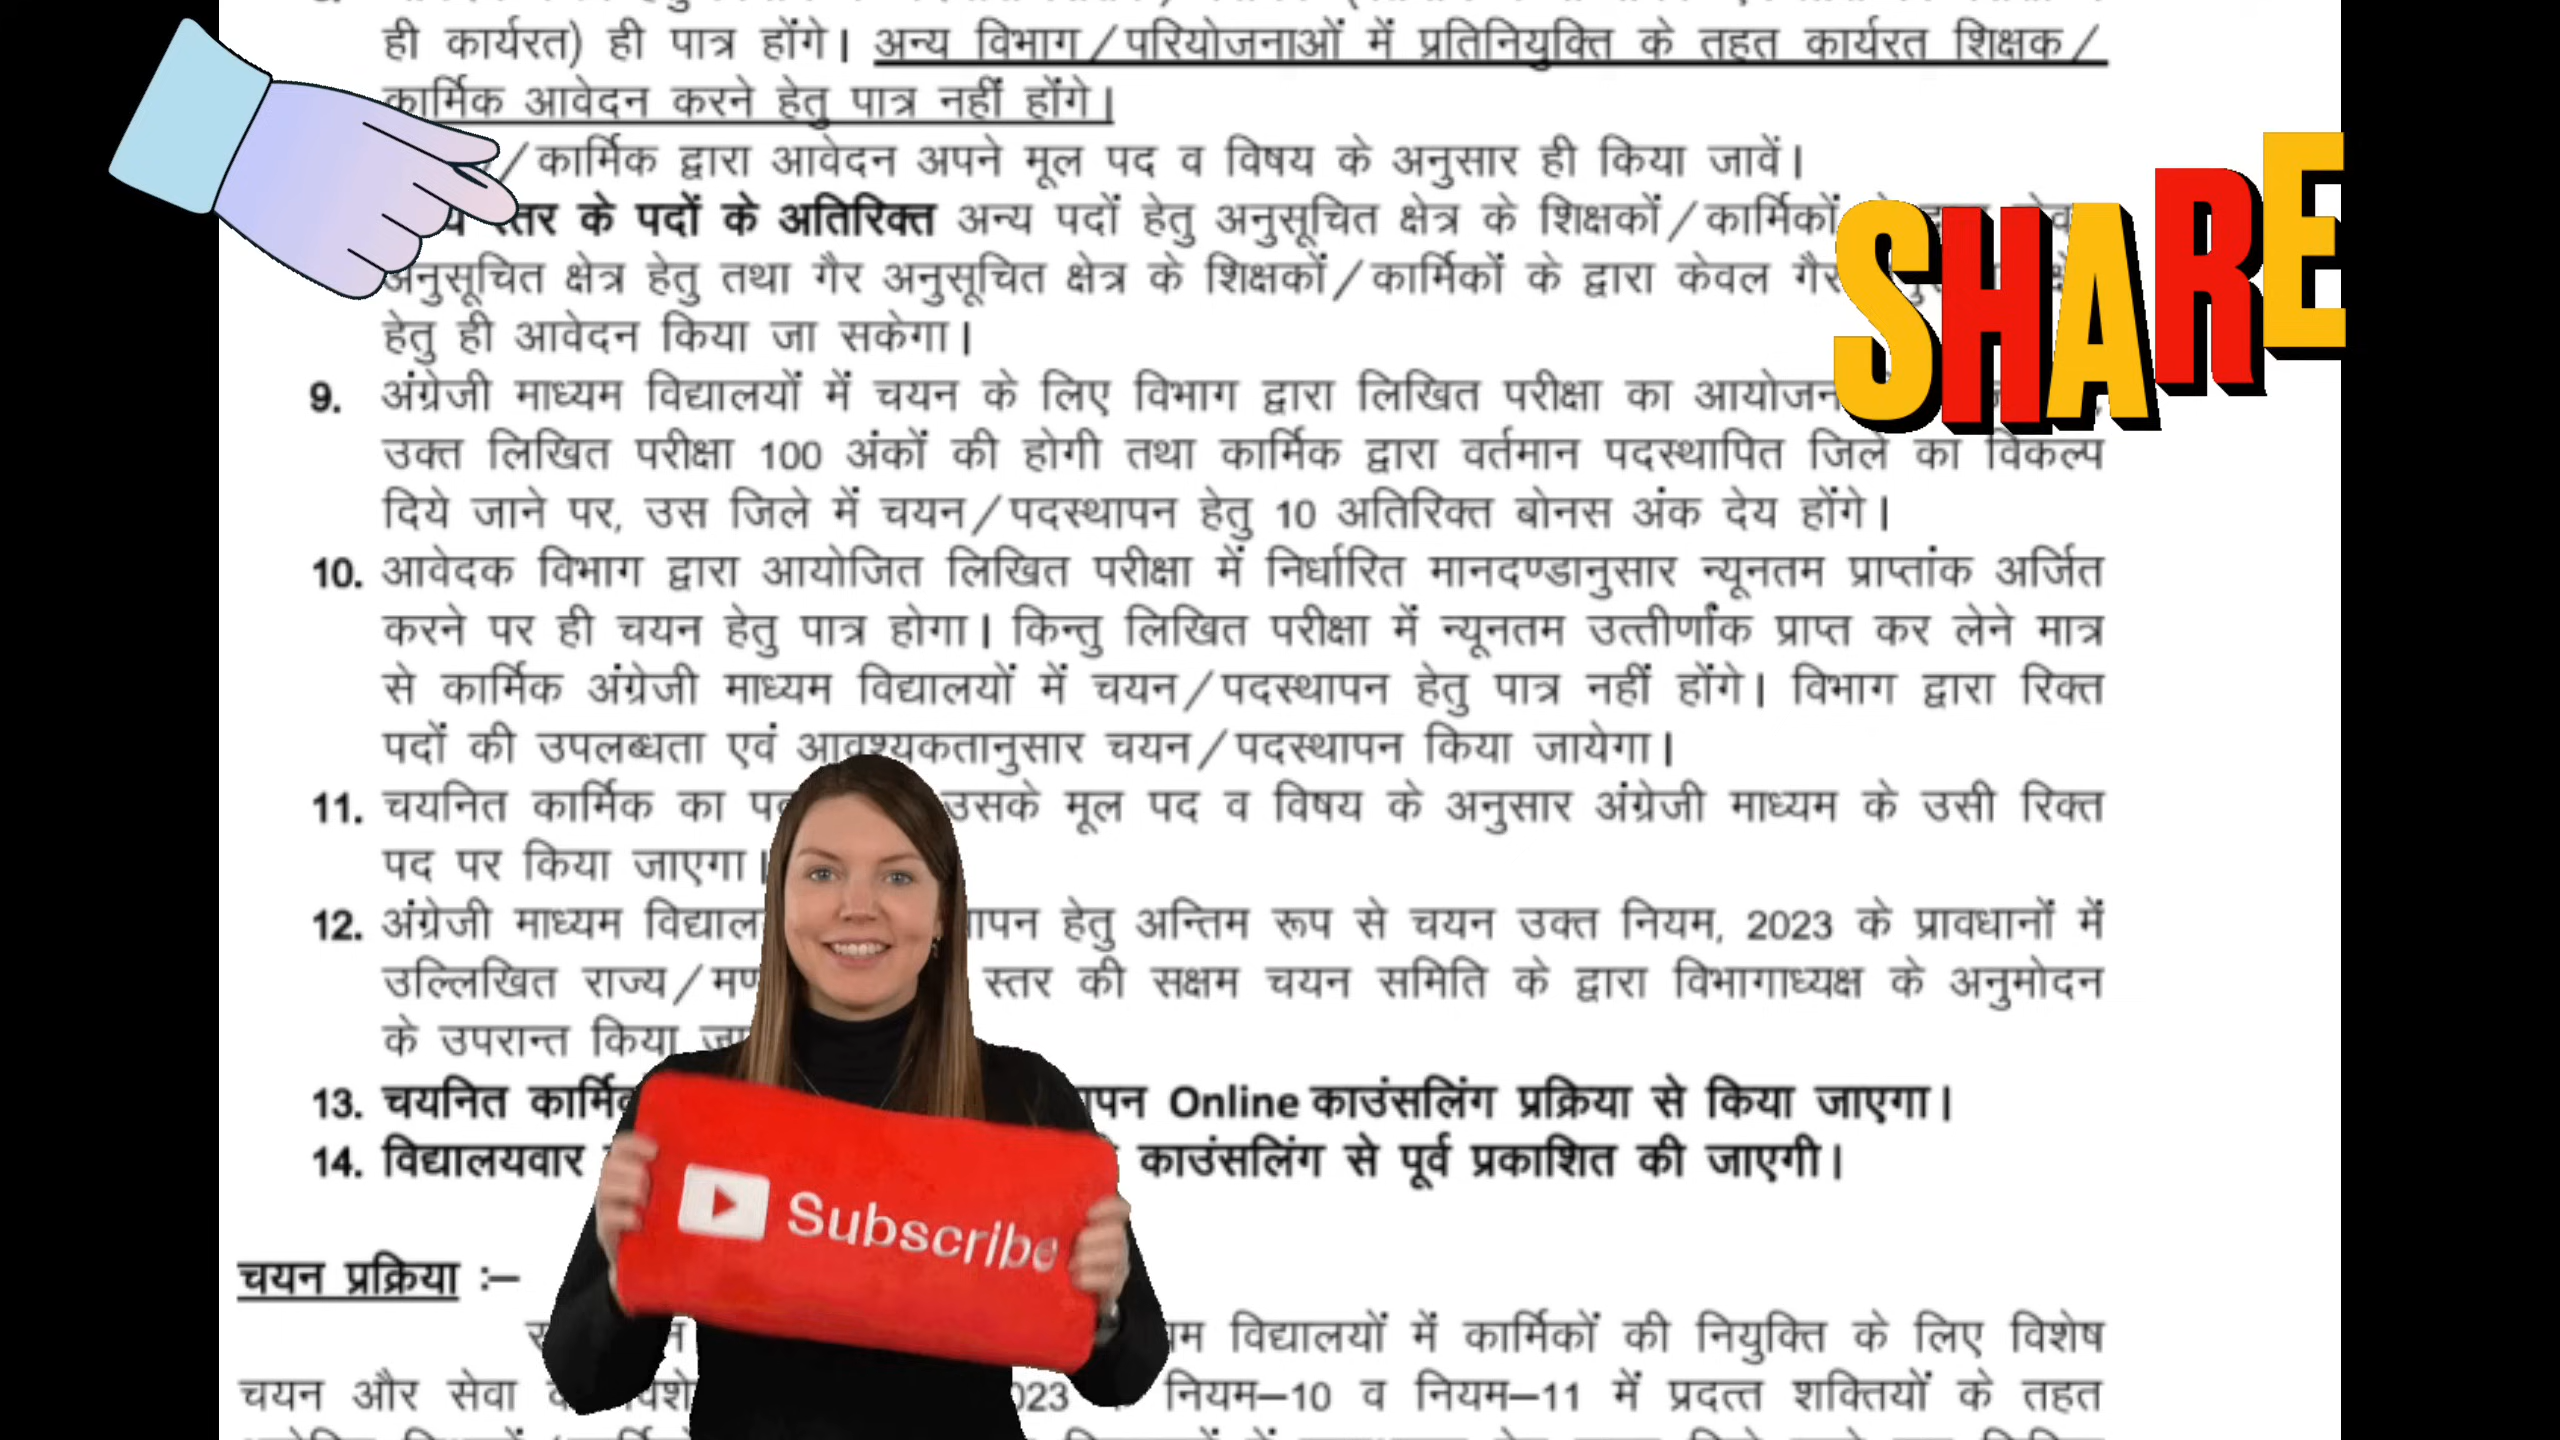 ही कार्यरत) ही पात्र होंगे। अन्य विभाग/परियोजनाओं में प्रतिनियुक्ति के तहत कार्यरत शिक्षक/
कार्मिक आवेदन करने हेतु पात्र नहीं होंगे।
/कार्मिक द्वारा आवेदन अपने मूल पद व विषय के अनुसार ही किया जावें।
स्तर के पदों के अतिरिक्त अन्य पदों हेतु अनुसूचित क्षेत्र के शिक्षकों/कार्मिकों
अनुसूचित क्षेत्र हेतु तथा गैर अनुसूचित क्षेत्र के शिक्षकों/कार्मिकों के द्वारा केवल गैर
हेतु ही आवेदन किया जा सकेगा।
SHARE
9. अंग्रेजी माध्यम विद्यालयों में चयन के लिए विभाग द्वारा लिखित परीक्षा का आयोजन
उक्त लिखित परीक्षा 100 अंकों की होगी तथा कार्मिक द्वारा वर्तमान पदस्थापित जिले का विकल्प
दिये जाने पर, उस जिले में चयन/पदस्थापन हेतु 10 अतिरिक्त बोनस अंक देय होंगे।
10. आवेदक विभाग द्वारा आयोजित लिखित परीक्षा में निर्धारित मानदण्डानुसार न्यूनतम प्राप्तांक अर्जित
करने पर ही चयन हेतु पात्र होगा। किन्तु लिखित परीक्षा में न्यूनतम उत्तीर्णांक प्राप्त कर लेने मात्र
से कार्मिक अंग्रेजी माध्यम विद्यालयों में चयन/पदस्थापन हेतु पात्र नहीं होंगे। विभाग द्वारा रिक्त
पदों की उपलब्धता एवं आवश्यकतानुसार चयन/पदस्थापन किया जायेगा।
11. चयनित कार्मिक का उसके मूल पद व विषय के अनुसार अंग्रेजी माध्यम के उसी रिक्त
पद पर किया जाएगा।
12. अंग्रेजी माध्यम हेतु अन्तिम रूप से चयन उक्त नियम, 2023 के प्रावधानों में
उल्लिखित राज्य/ स्तर की सक्षम चयन समिति के द्वारा विभागाध्यक्ष के अनुमोदन
के उपरान्त किया
13. चयनित Online काउंसलिंग प्रक्रिया से किया जाएगा।
14. विद्यालयवार काउंसलिंग से पूर्व प्रकाशित की जाएगी।
Subscribe
चयन प्रक्रिया :–
विद्यालयों में कार्मिकों की नियुक्ति के लिए विशेष
चयन और सेवा नियम–10 व नियम–11 में प्रदत्त शक्तियों के तहत